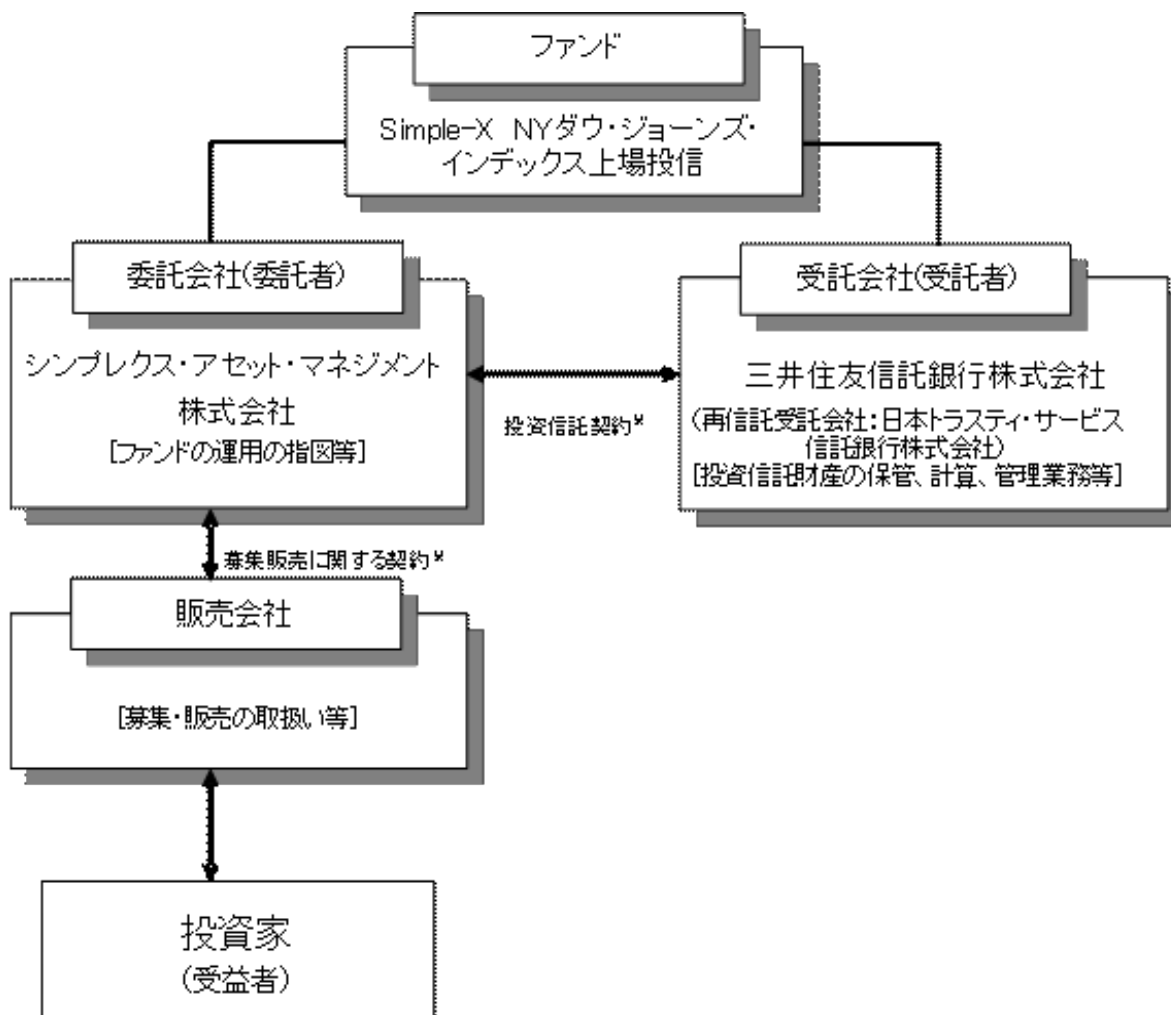 ファンド
Simple-X NYダウ・ジョーンズ・
インデックス上場投信
委託会社(委託者)
シンプレクス・アセット・マネジメント
株式会社
[ファンドの運用の指図等]
投資信託契約※
受託会社(受託者)
三井住友信託銀行株式会社
(再信託受託会社:日本トラスティ・サービス
信託銀行株式会社)
[投資信託財産の保管、計算、管理業務等]
募集販売に関する契約※
販売会社
[募集・販売の取扱い等]
投資家
(受益者)